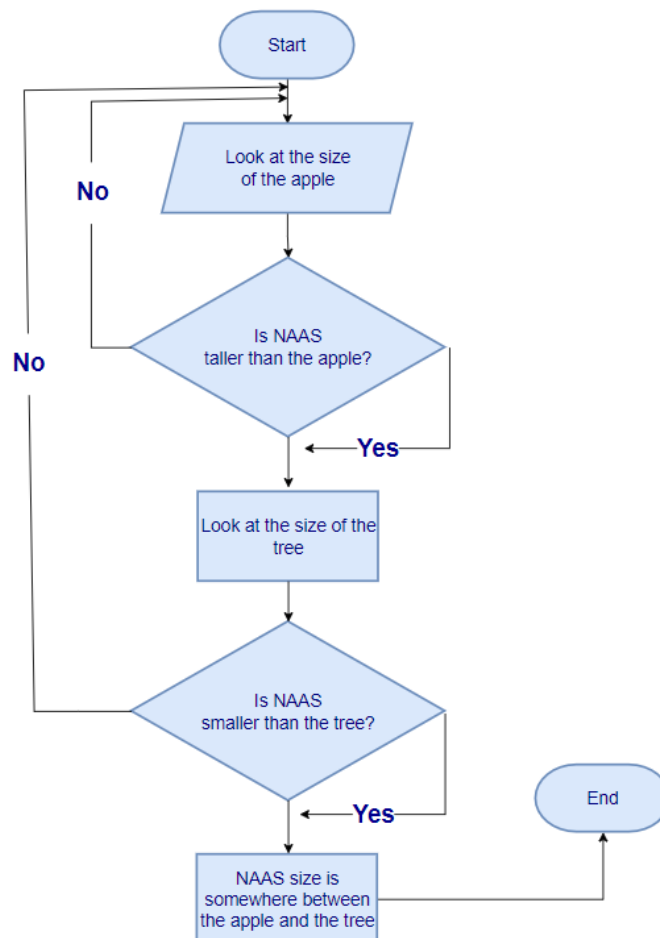 Start
Look at the size
of the apple
No
Is NAAS
taller than the apple?
No
Yes
Look at the size of the
tree
Is NAAS
smaller than the tree?
Yes
End
NAAS size is
somewhere between
the apple and the tree